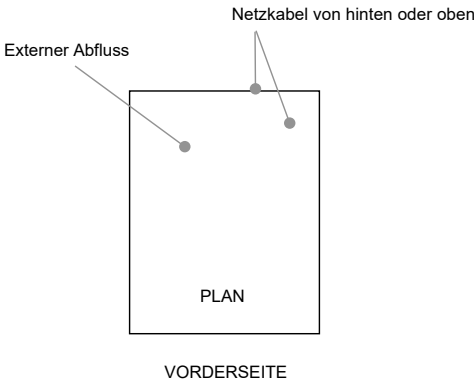 Netzkabel von hinten oder oben
Externer Abfluss
PLAN
VORDERSEITE